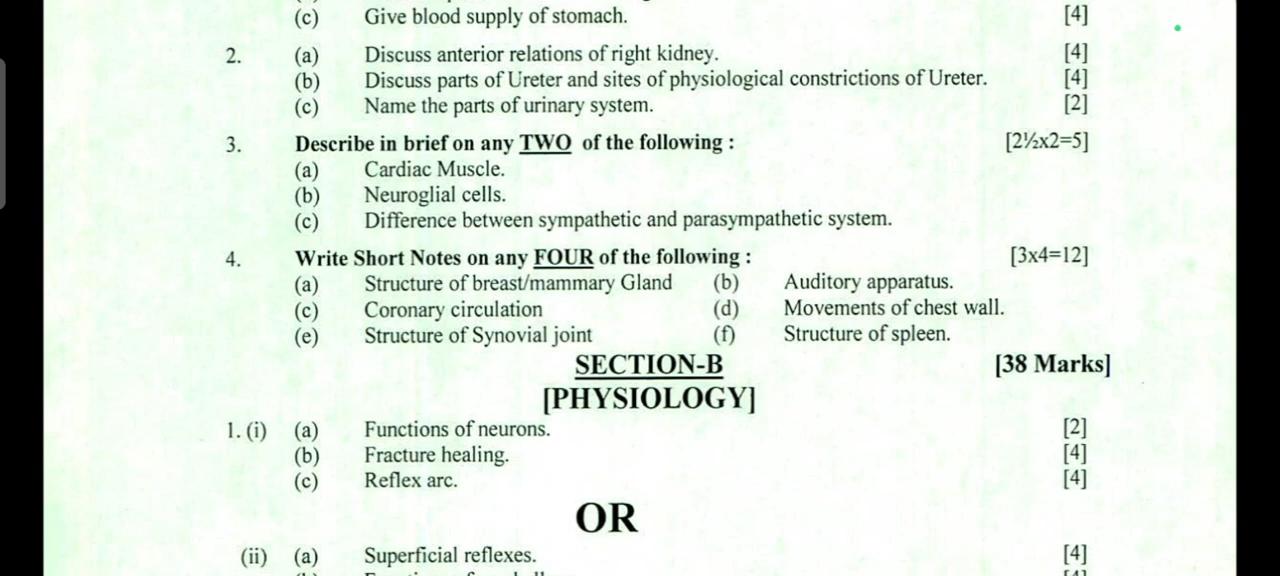 (c) Give blood supply of stomach. [4]
2. (a) Discuss anterior relations of right kidney. [4]
(b) Discuss parts of Ureter and sites of physiological constrictions of Ureter. [4]
(c) Name the parts of urinary system. [2]
3. Describe in brief on any TWO of the following : [2½x2=5]
(a) Cardiac Muscle.
(b) Neuroglial cells.
(c) Difference between sympathetic and parasympathetic system.
4. Write Short Notes on any FOUR of the following : [3x4=12]
(a) Structure of breast/mammary Gland (b) Auditory apparatus.
(c) Coronary circulation (d) Movements of chest wall.
(e) Structure of Synovial joint (f) Structure of spleen.
SECTION-B [38 Marks]
[PHYSIOLOGY]
1. (i) (a) Functions of neurons. [2]
(b) Fracture healing. [4]
(c) Reflex arc. [4]
OR
(ii) (a) Superficial reflexes. [4]